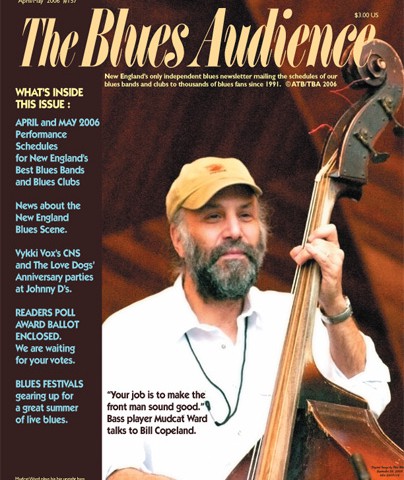 April/May 2006 #157
$3.00 US
The Blues Audience
New England's only independent blues newsletter mailing the schedules of our
blues bands and clubs to thousands of blues fans since 1991. ©ATB/TBA 2006
WHAT'S INSIDE
THIS ISSUE :
APRIL and MAY 2006
Performance
Schedules
for New England's
Best Blues Bands
and Blues Clubs
News about the
New England
Blues Scene.
Vykki Vox's CNS
and The Love Dogs'
Anniversary parties
at Johnny D's.
READERS POLL
AWARD BALLOT
ENCLOSED.
We are waiting
for your votes.
BLUES FESTIVALS
gearing up for
a great summer
of live blues.
"Your job is to make the
front man sound good."
Bass player Mudcat Ward
talks to Bill Copeland.
Mudcat Ward plays his